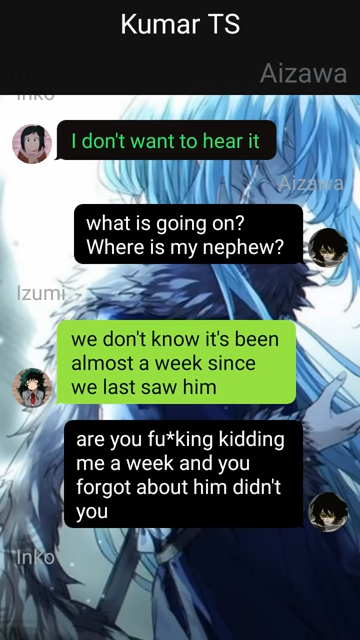 Kumar TS
Aizawa
Inko
I don't want to hear it
Aizawa
what is going on?
Where is my nephew?
Izumi
we don't know it's been
almost a week since
we last saw him
are you fu*king kidding
me a week and you
forgot about him didn't
you
Inko